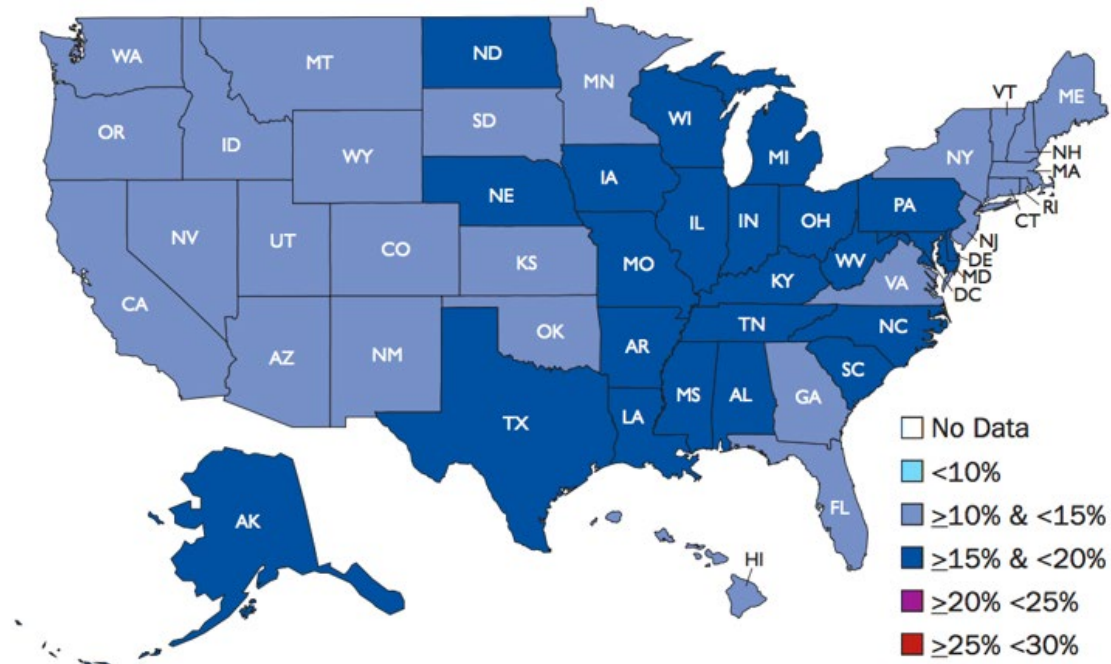 WA
MT
ND
MN
VT
ME
OR
ID
SD
WI
WY
MI
NY
NH
MA
NE
IA
PA
RI
CT
NV
UT
CO
IL
IN
OH
NJ
KS
MO
WV
DE
MD
KY
VA
DC
CA
OK
TN
NC
AZ
NM
AR
SC
MS
AL
GA
LA
TX
No Data
<10%
≥10% & <15%
≥15% & <20%
≥20% <25%
≥25% <30%
FL
AK
HI